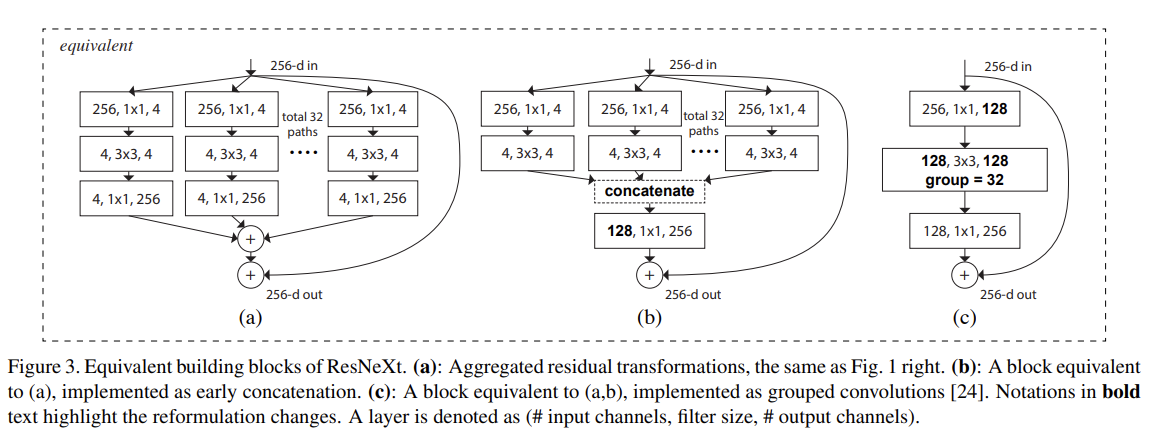 equivalent
256-d in
256, 1x1, 4
256, 1x1, 4
total 32
paths
256, 1x1, 4
4, 3x3, 4
4, 3x3, 4
....
4, 3x3, 4
4, 1x1, 256
4, 1x1, 256
4, 1x1, 256
+
+
256-d out
(a)
256-d in
256, 1x1, 4
256, 1x1, 4
total 32
paths
256, 1x1, 4
4, 3x3, 4
4, 3x3, 4
....
4, 3x3, 4
concatenate
128, 1x1, 256
+
256-d out
(b)
256-d in
256, 1x1, 128
128, 3x3, 128
group = 32
128, 1x1, 256
+
256-d out
(c)
Figure 3. Equivalent building blocks of ResNeXt. (a): Aggregated residual transformations, the same as Fig. 1 right. (b): A block equivalent
to (a), implemented as early concatenation. (c): A block equivalent to (a,b), implemented as grouped convolutions [24]. Notations in bold
text highlight the reformulation changes. A layer is denoted as (# input channels, filter size, # output channels).